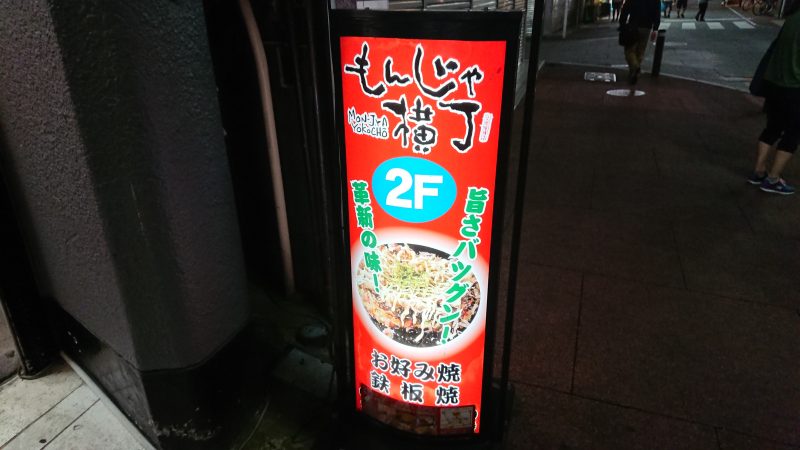 もんじゃ
横丁
MON-JYA
YOKOCHO
2F
旨さバツグン!!
革新の味!
お好み焼
鉄板焼